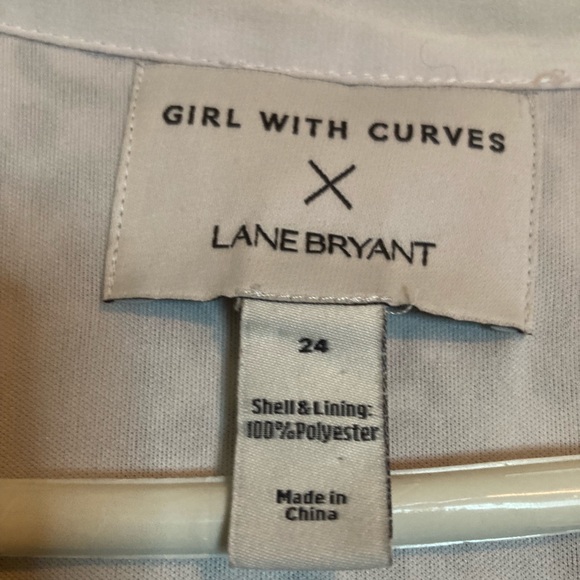 GIRL WITH CURVES
X
LANE BRYANT
24
Shell & Lining:
100% Polyester
Made in
China